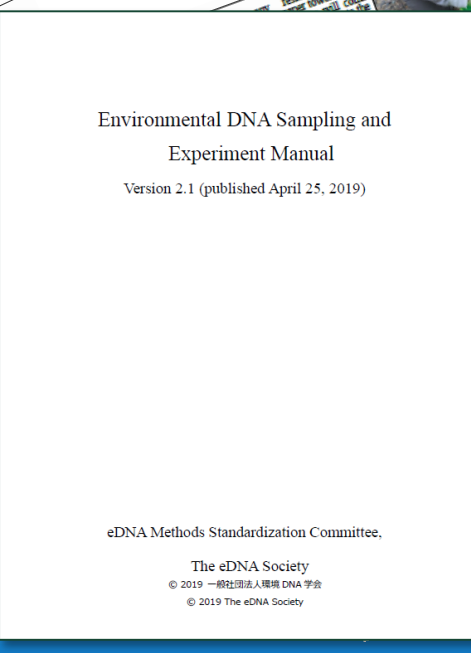 Environmental DNA Sampling and
Experiment Manual
Version 2.1 (published April 25, 2019)
eDNA Methods Standardization Committee,
The eDNA Society
© 2019 一般社団法人環境 DNA 学会
© 2019 The eDNA Society